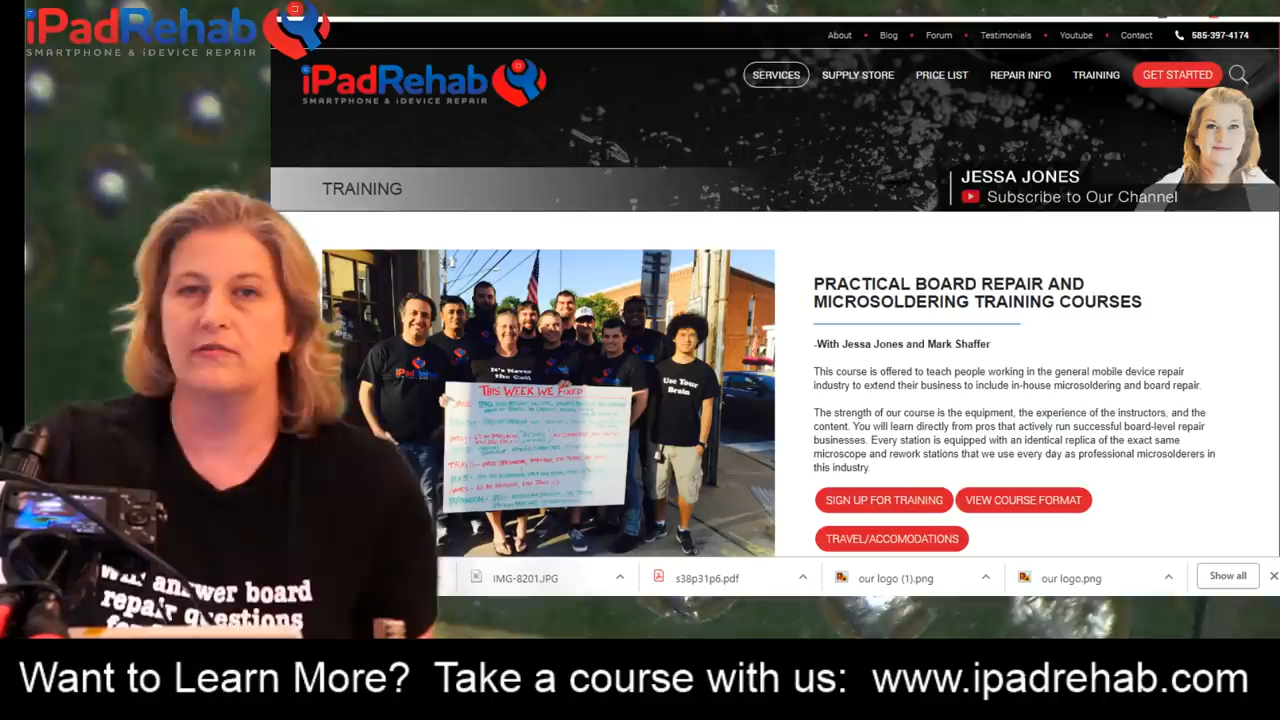 iPadRehab
SMARTPHONE & iDEVICE REPAIR
About • Blog • Forum • Testimonials • Youtube • Contact 585-397-4174
iPadRehab
SMARTPHONE & iDEVICE REPAIR
SERVICES SUPPLY STORE PRICE LIST REPAIR INFO TRAINING GET STARTED
JESSA JONES
Subscribe to Our Channel
TRAINING
iPad
It's Never
The Coil
Use Your
Brain
THIS WEEK WE FIXED
PRACTICAL BOARD REPAIR AND
MICROSOLDERING TRAINING COURSES
-With Jessa Jones and Mark Shaffer
This course is offered to teach people working in the general mobile device repair
industry to extend their business to include in-house microsoldering and board repair.
The strength of our course is the equipment, the experience of the instructors, and the
content. You will learn directly from pros that actively run successful board-level repair
businesses. Every station is equipped with an identical replica of the exact same
microscope and rework stations that we use every day as professional microsolderers in
this industry.
SIGN UP FOR TRAINING VIEW COURSE FORMAT
TRAVEL/ACCOMODATIONS
IMG-8201.JPG s38p31p6.pdf our logo (1).png our logo.png Show all
answer board
repair questions
Want to Learn More? Take a course with us: www.ipadrehab.com